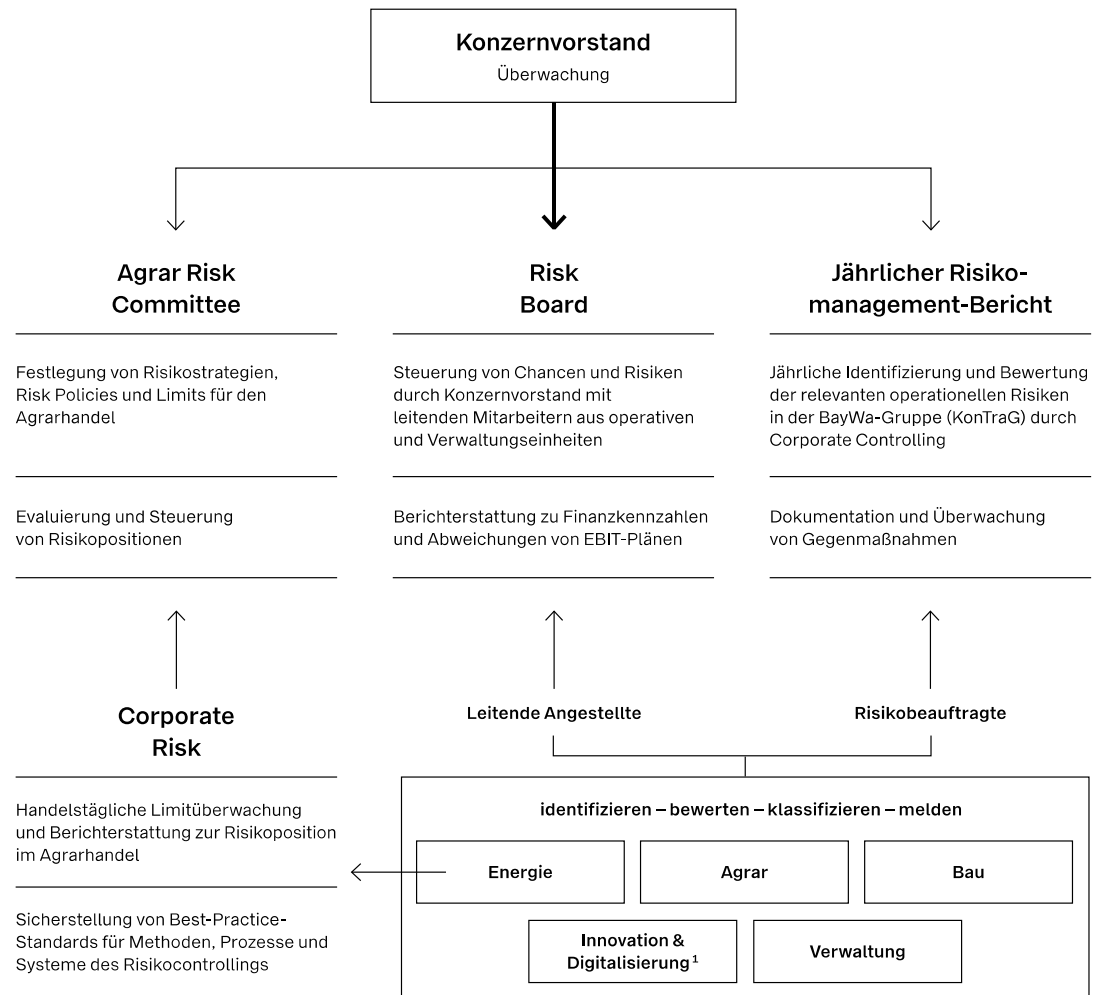 Konzernvorstand
Überwachung
Agrar Risk
Committee
Festlegung von Risikostrategien,
Risk Policies und Limits für den
Agrarhandel
Evaluierung und Steuerung
von Risikopositionen
Risk
Board
Steuerung von Chancen und Risiken
durch Konzernvorstand mit
leitenden Mitarbeitern aus operativen
und Verwaltungseinheiten
Berichterstattung zu Finanzkennzahlen
und Abweichungen von EBIT-Plänen
Jährlicher Risiko-
management-Bericht
Jährliche Identifizierung und Bewertung
der relevanten operationellen Risiken
in der BayWa-Gruppe (KonTraG) durch
Corporate Controlling
Dokumentation und Überwachung
von Gegenmaßnahmen
Corporate
Risk
Handelstägliche Limitüberwachung
und Berichterstattung zur Risikoposition
im Agrarhandel
Sicherstellung von Best-Practice-
Standards für Methoden, Prozesse und
Systeme des Risikocontrollings
Leitende Angestellte
Risikobeauftragte
identifizieren – bewerten – klassifizieren – melden
Energie
Agrar
Bau
Innovation &
Digitalisierung¹
Verwaltung